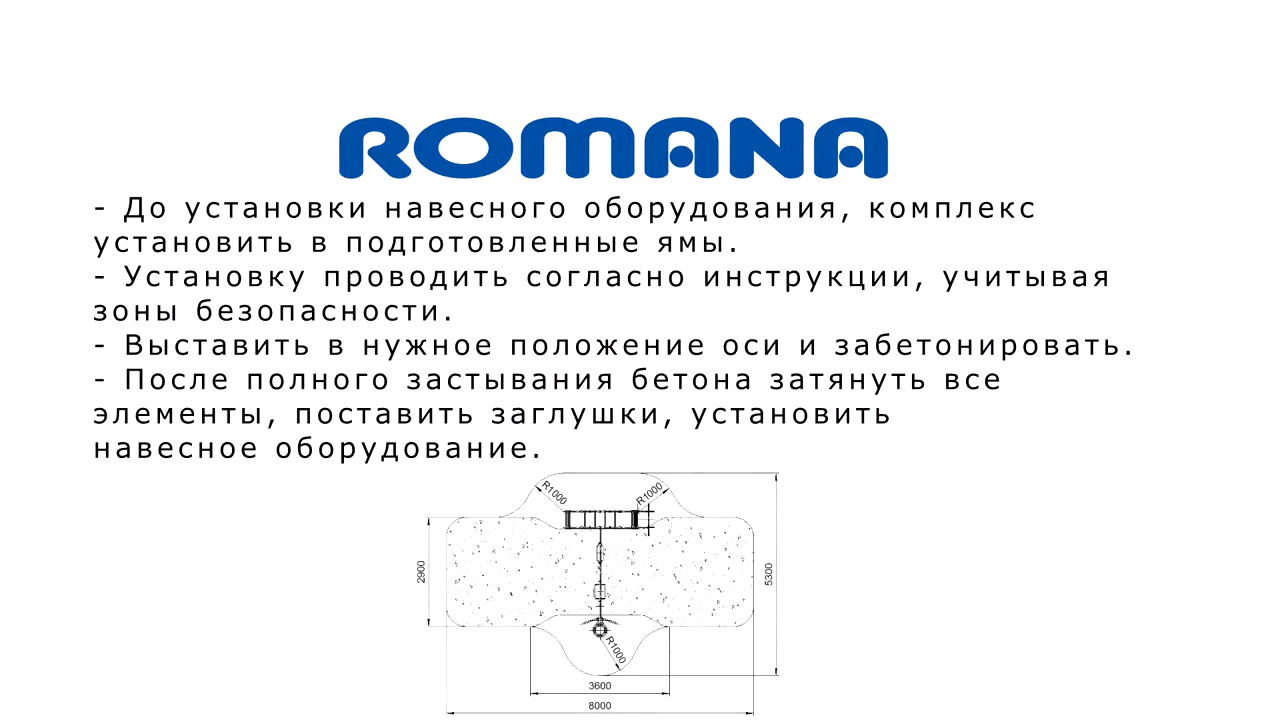 ROMANA
- До установки навесного оборудования, комплекс
установить в подготовленные ямы.
- Установку проводить согласно инструкции, учитывая
зоны безопасности.
- Выставить в нужное положение оси и забетонировать.
- После полного застывания бетона затянуть все
элементы, поставить заглушки, установить
навесное оборудование.
R1000
R1000
2900
5300
R1000
3600
8000